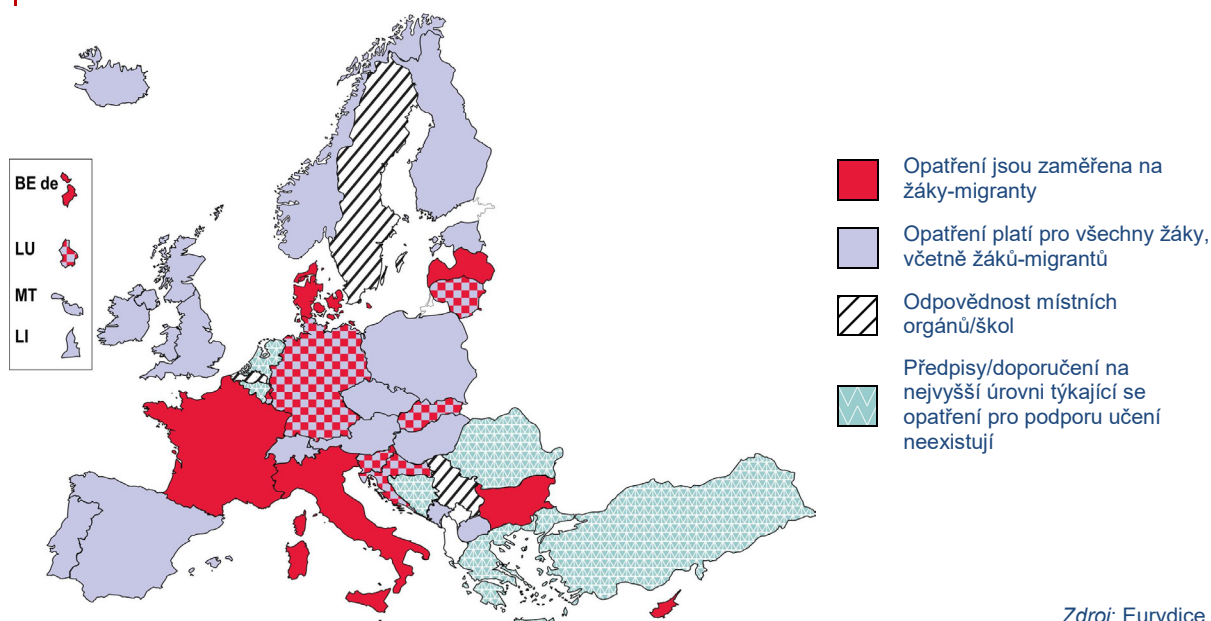 BE de
LU
MT
LI
Opatření jsou zaměřena na
žáky-migranty
Opatření platí pro všechny žáky,
včetně žáků-migrantů
Odpovědnost místních
orgánů/škol
Předpisy/doporučení na
nejvyšší úrovni týkající se
opatření pro podporu učení
neexistují
Zdroj: Eurydice